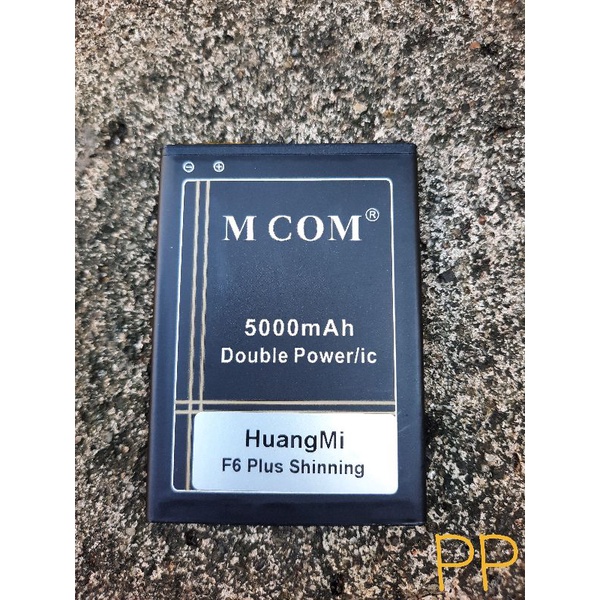 ⊖ ⊕
M COM®
5000mAh
Double Power/ic
HuangMi
F6 Plus Shinning
PP